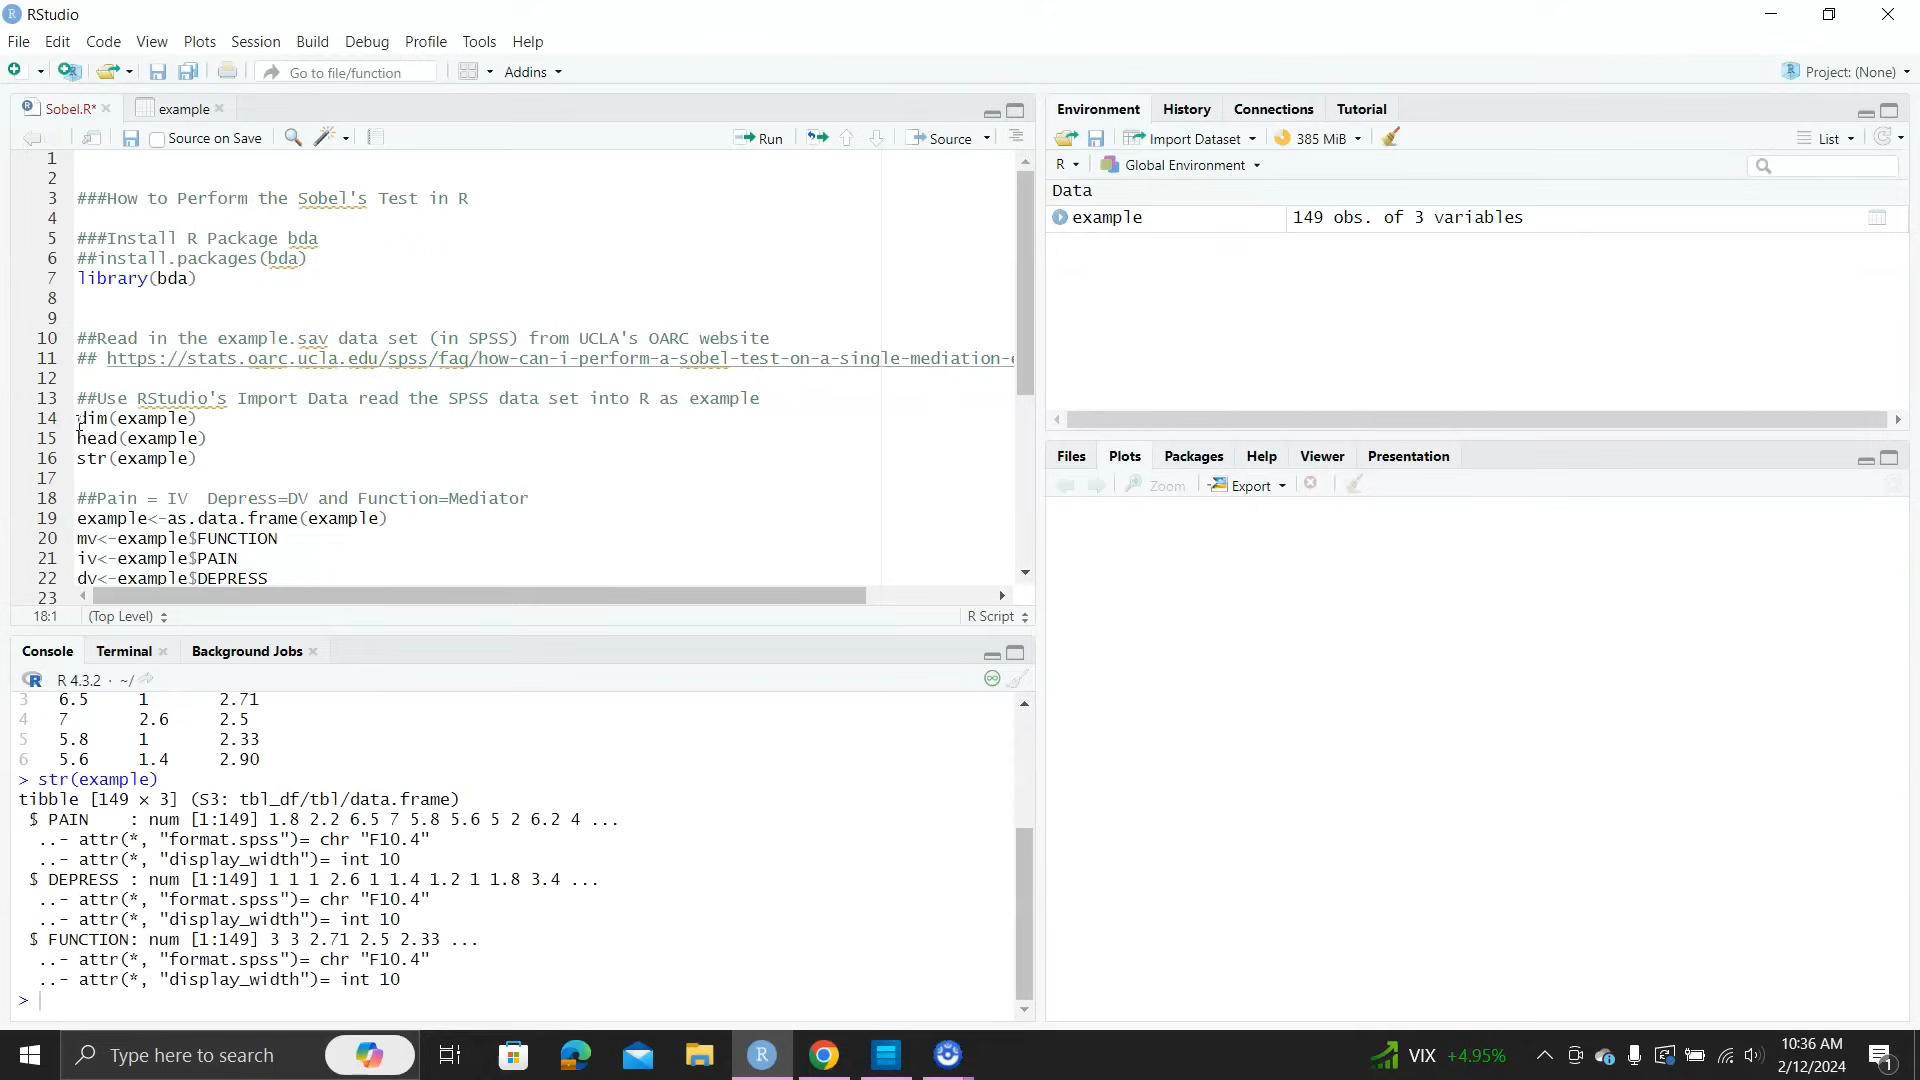 RStudio
File Edit Code View Plots Session Build Debug Profile Tools Help
Go to file/function Addins Project: (None)
Sobel.R* example
Source on Save Run Source
1
2
3 ###How to Perform the Sobel's Test in R
4
5 ###Install R Package bda
6 ##install.packages(bda)
7 library(bda)
8
9
10 ##Read in the example.sav data set (in SPSS) from UCLA's OARC website
11 ## https://stats.oarc.ucla.edu/spss/faq/how-can-i-perform-a-sobel-test-on-a-single-mediation-
12
13 ##Use RStudio's Import Data read the SPSS data set into R as example
14 dim(example)
15 head(example)
16 str(example)
17
18 ##Pain = IV  Depress=DV and Function=Mediator
19 example<-as.data.frame(example)
20 mv<-example$FUNCTION
21 iv<-example$PAIN
22 dv<-example$DEPRESS
23
18:1 (Top Level) R Script
Console Terminal Background Jobs
R 4.3.2 · ~/
3 6.5 1 2.71
4 7 2.6 2.5
5 5.8 1 2.33
6 5.6 1.4 2.90
> str(example)
tibble [149 × 3] (S3: tbl_df/tbl/data.frame)
$ PAIN : num [1:149] 1.8 2.2 6.5 7 5.8 5.6 5 2 6.2 4 ...
..- attr(*, "format.spss")= chr "F10.4"
..- attr(*, "display_width")= int 10
$ DEPRESS : num [1:149] 1 1 1 2.6 1 1.4 1.2 1 1.8 3.4 ...
..- attr(*, "format.spss")= chr "F10.4"
..- attr(*, "display_width")= int 10
$ FUNCTION: num [1:149] 3 3 2.71 2.5 2.33 ...
..- attr(*, "format.spss")= chr "F10.4"
..- attr(*, "display_width")= int 10
>
Environment History Connections Tutorial
Import Dataset 385 MiB List
R Global Environment
Data
example 149 obs. of 3 variables
Files Plots Packages Help Viewer Presentation
Zoom Export
Type here to search
VIX +4.95%
10:36 AM
2/12/2024
1